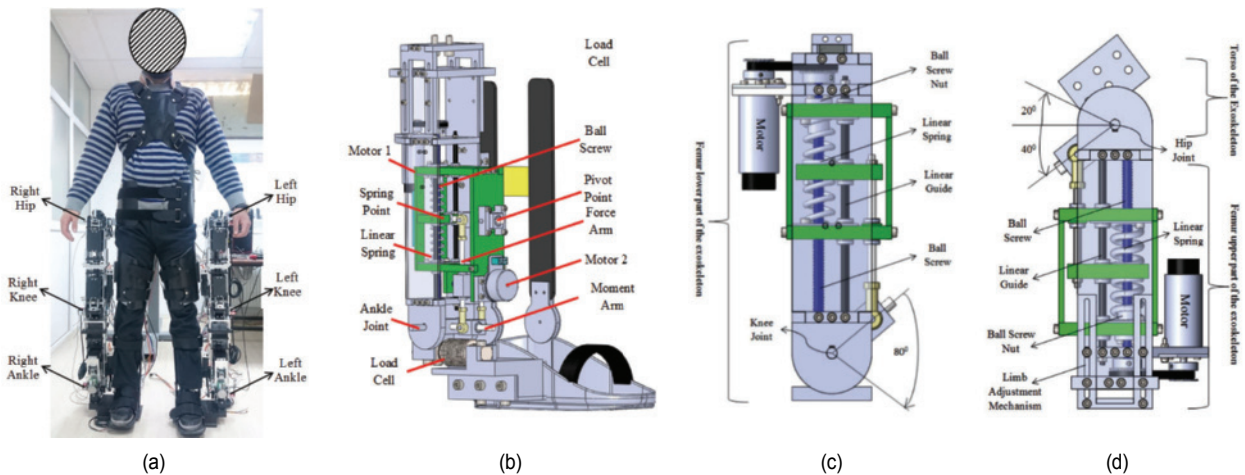 (a)
Right
Hip
Left
Hip
Right
Knee
Left
Knee
Right
Ankle
Left
Ankle
(b)
Load
Cell
Motor 1
Ball
Screw
Spring
Point
Pivot
Point
Force
Arm
Linear
Spring
Motor 2
Moment
Arm
Ankle
Joint
Load
Cell
(c)
Femur lower part of the exoskeleton
Motor
Ball
Screw
Nut
Linear
Spring
Linear
Guide
Ball
Screw
Knee
Joint
80⁰
(d)
Torso of the Exoskeleton
20⁰
40⁰
Hip
Joint
Ball
Screw
Linear
Spring
Linear
Guide
Motor
Ball Screw
Nut
Limb
Adjustment
Mechanism
Femur upper part of the exoskeleton